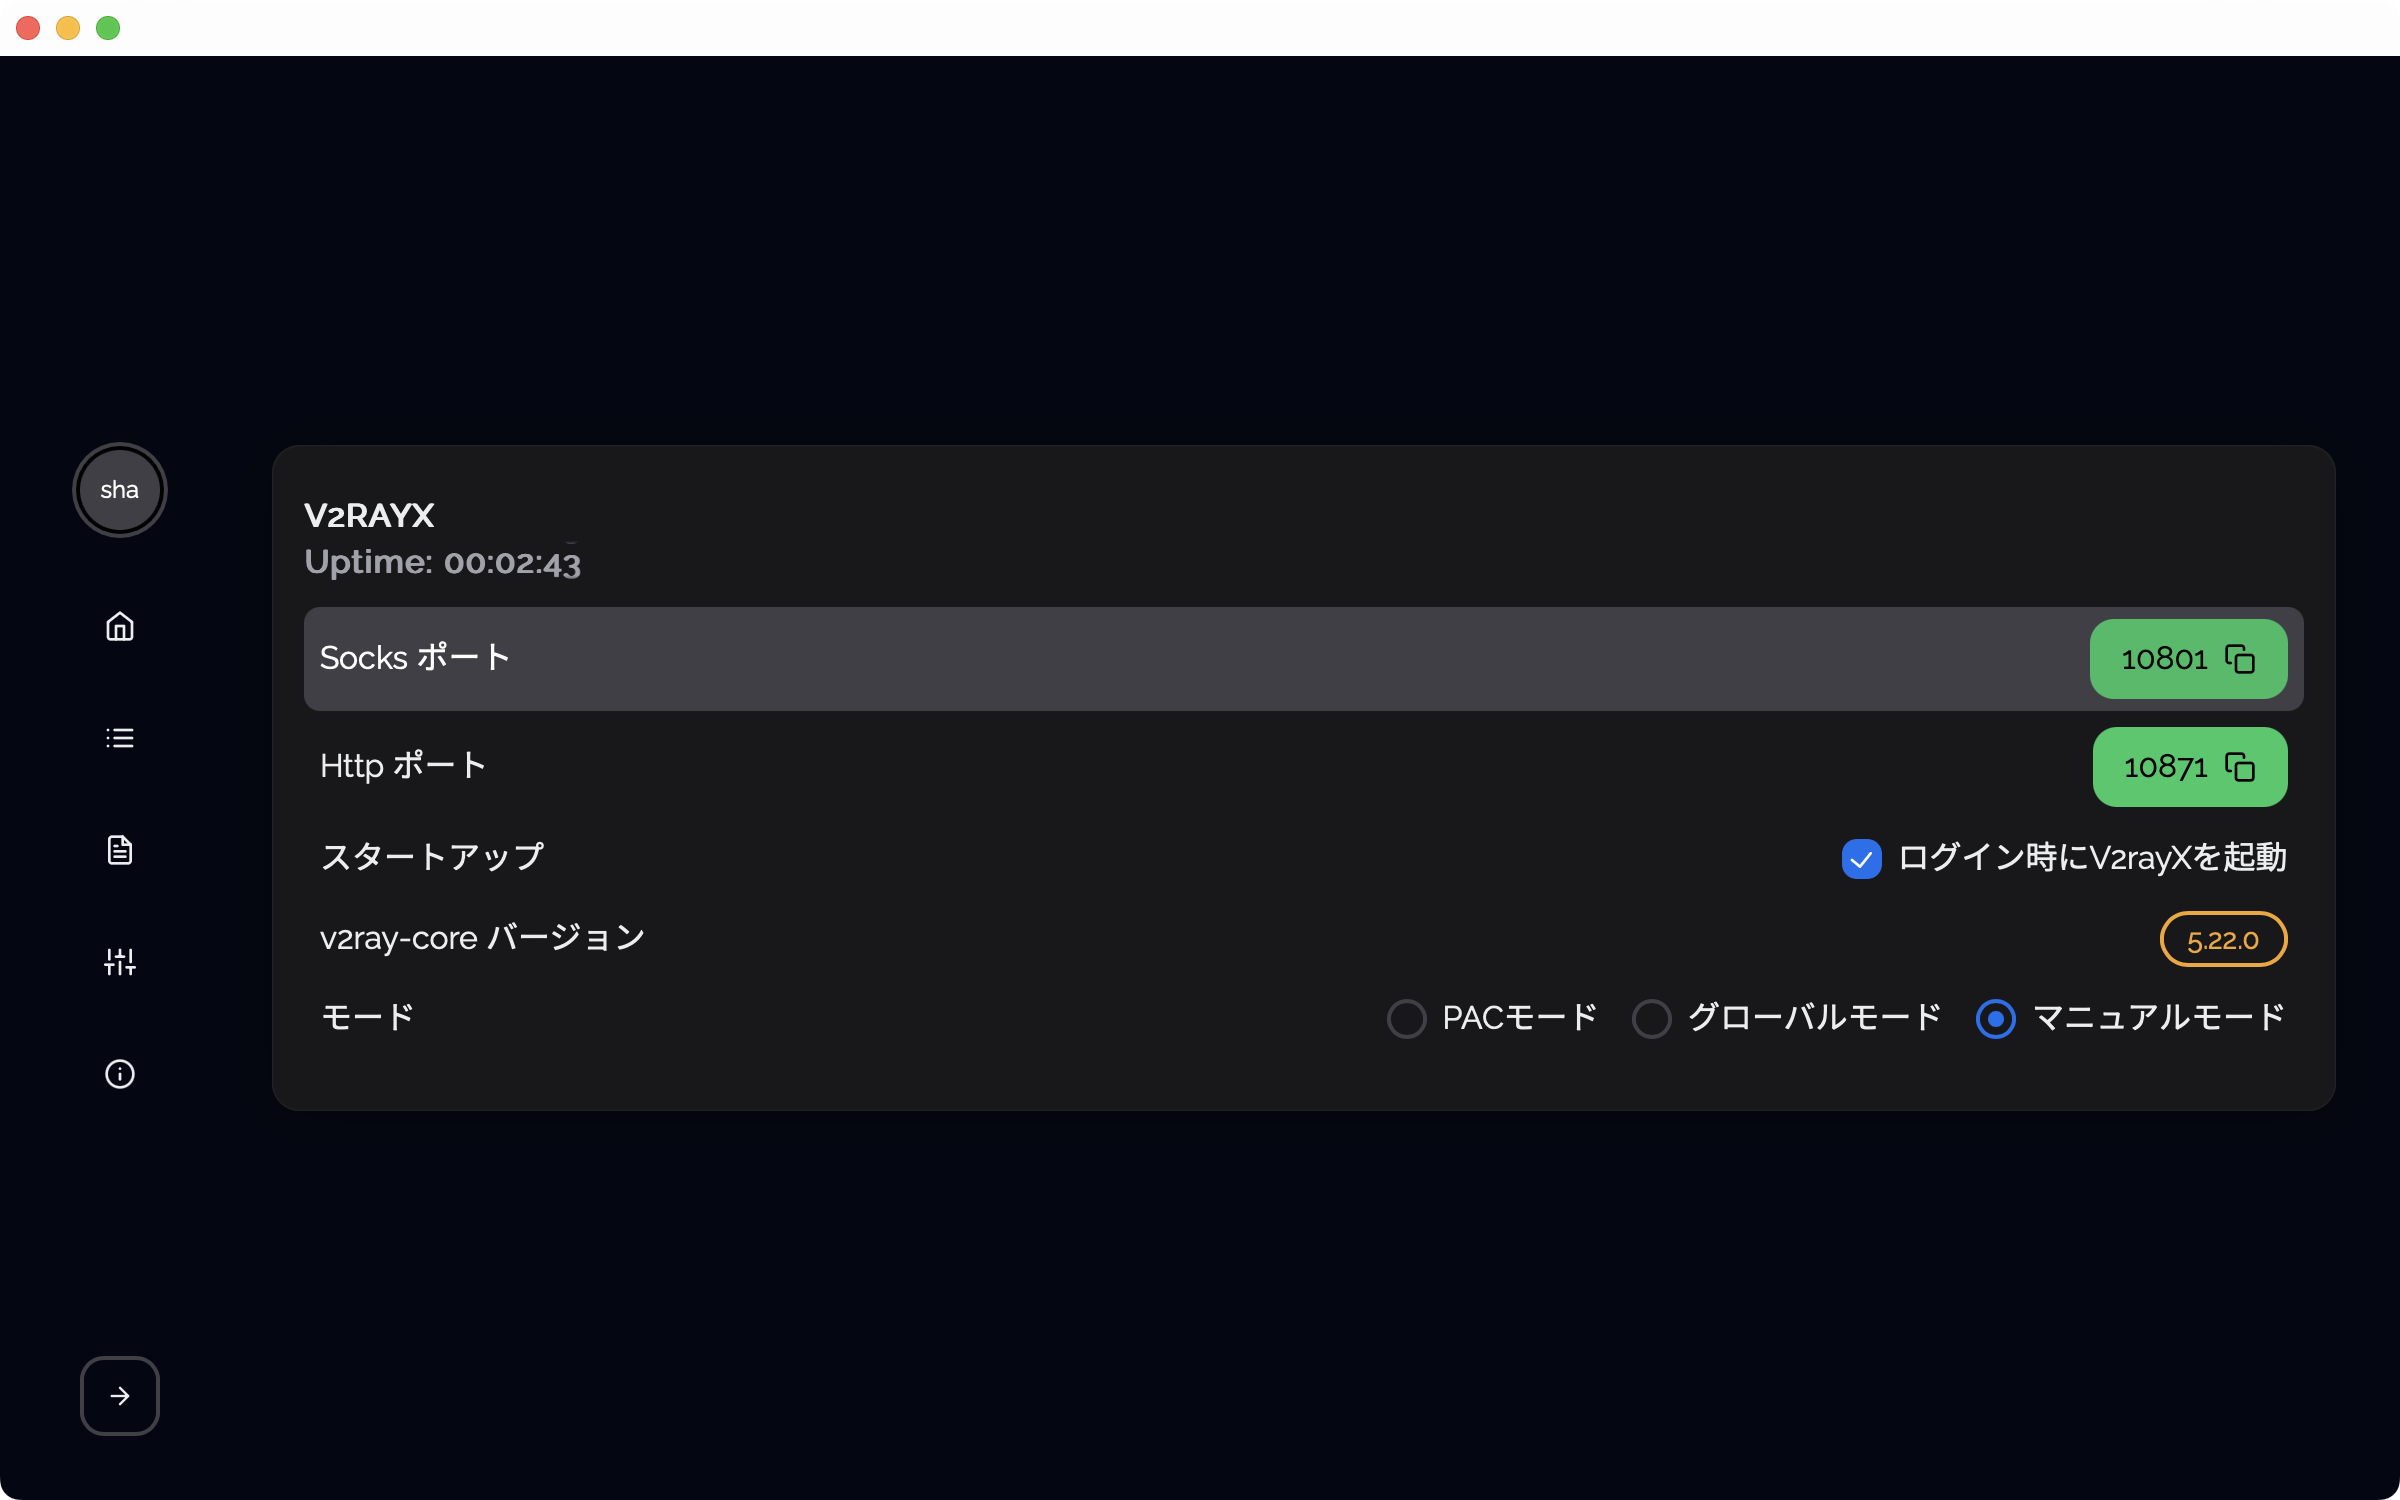 sha
V2RAYX
Uptime: 00:02:43
Socks ポート
10801
Http ポート
10871
スタートアップ
ログイン時にV2rayXを起動
v2ray-core バージョン
5.22.0
モード
PACモード
グローバルモード
マニュアルモード